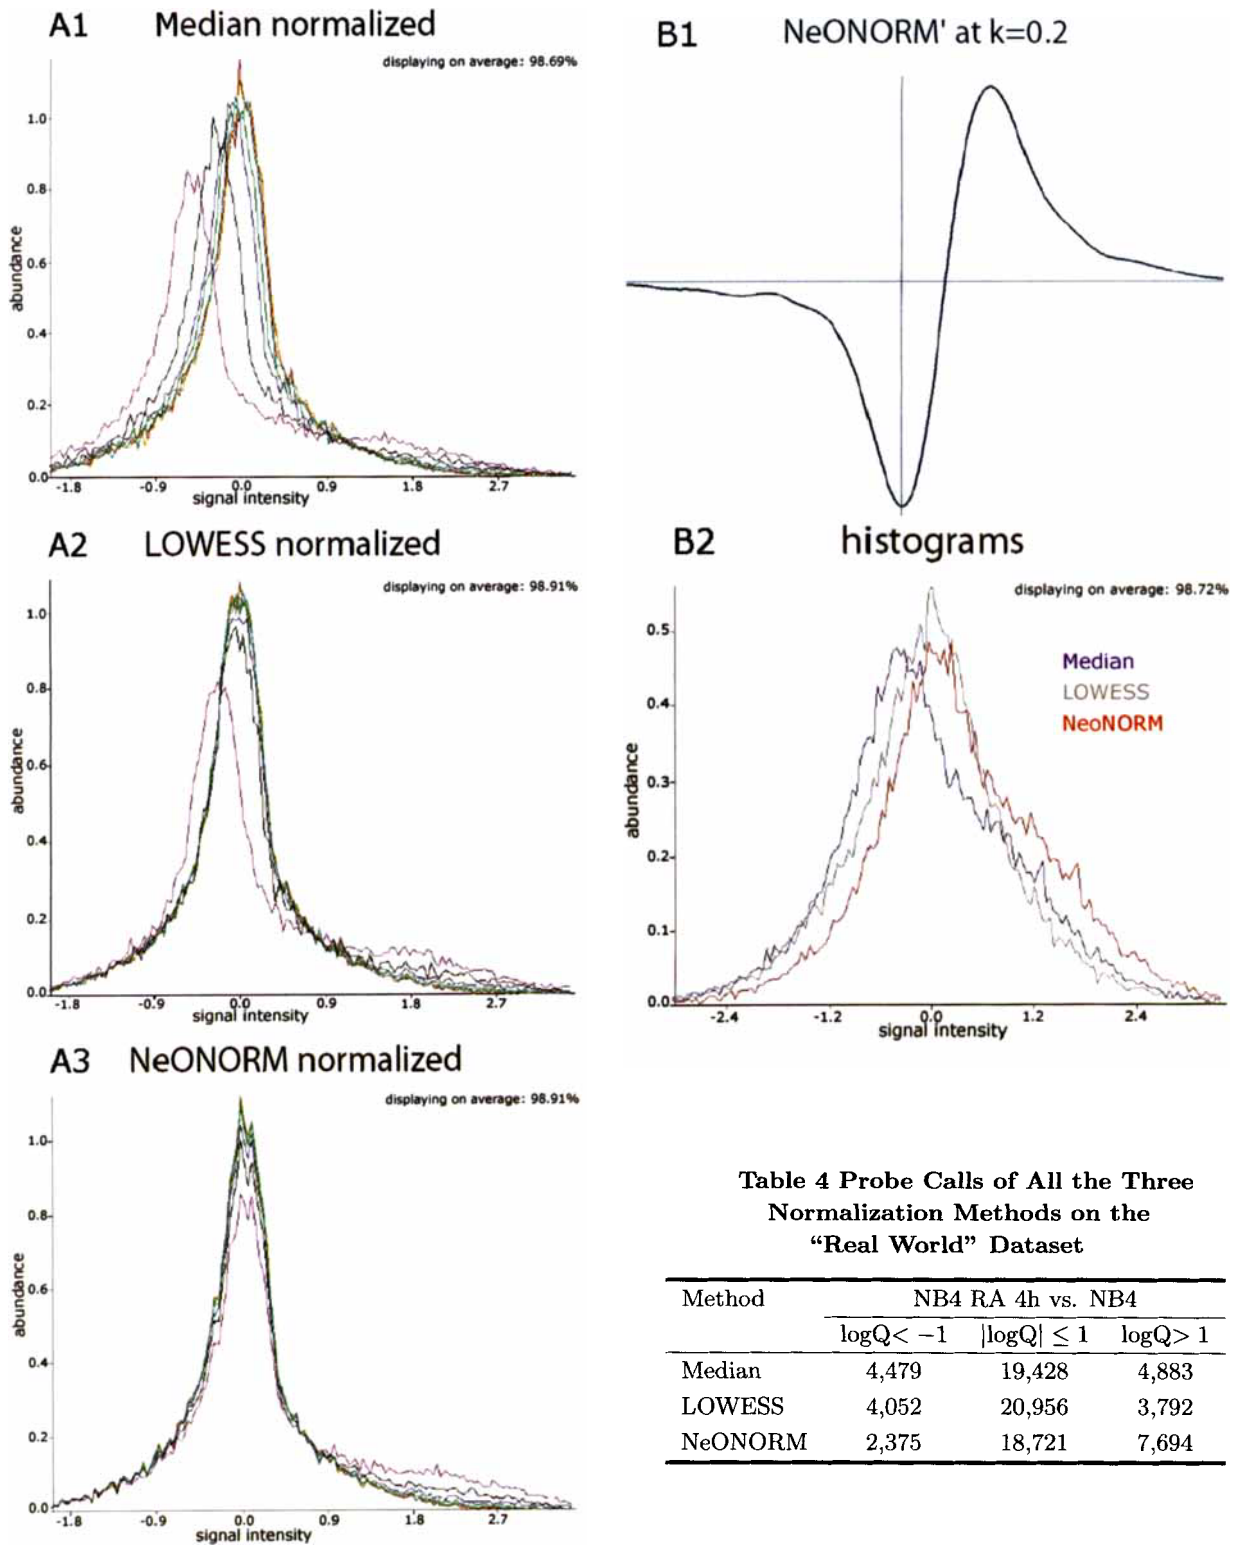 A1 Median normalized
displaying on average: 98.69%
abundance
1.0
0.8
0.6
0.4
0.2
0.0
-1.8 -0.9 0.0 0.9 1.8 2.7
signal intensity
A2 LOWESS normalized
displaying on average: 98.91%
abundance
1.0
0.8
0.6
0.4
0.2
0.0
-1.8 -0.9 0.0 0.9 1.8 2.7
signal intensity
A3 NeONORM normalized
displaying on average: 98.91%
abundance
1.0
0.8
0.6
0.4
0.2
0.0
-1.8 -0.9 0.0 0.9 1.8 2.7
signal intensity
B1 NeONORM' at k=0.2
B2 histograms
displaying on average: 98.72%
Median
LOWESS
NeoNORM
abundance
0.5
0.4
0.3
0.2
0.1
0.0
-2.4 -1.2 0.0 1.2 2.4
signal intensity
Table 4 Probe Calls of All the Three
Normalization Methods on the
“Real World” Dataset
Method NB4 RA 4h vs. NB4
logQ< −1 |logQ| ≤ 1 logQ> 1
Median 4,479 19,428 4,883
LOWESS 4,052 20,956 3,792
NeONORM 2,375 18,721 7,694